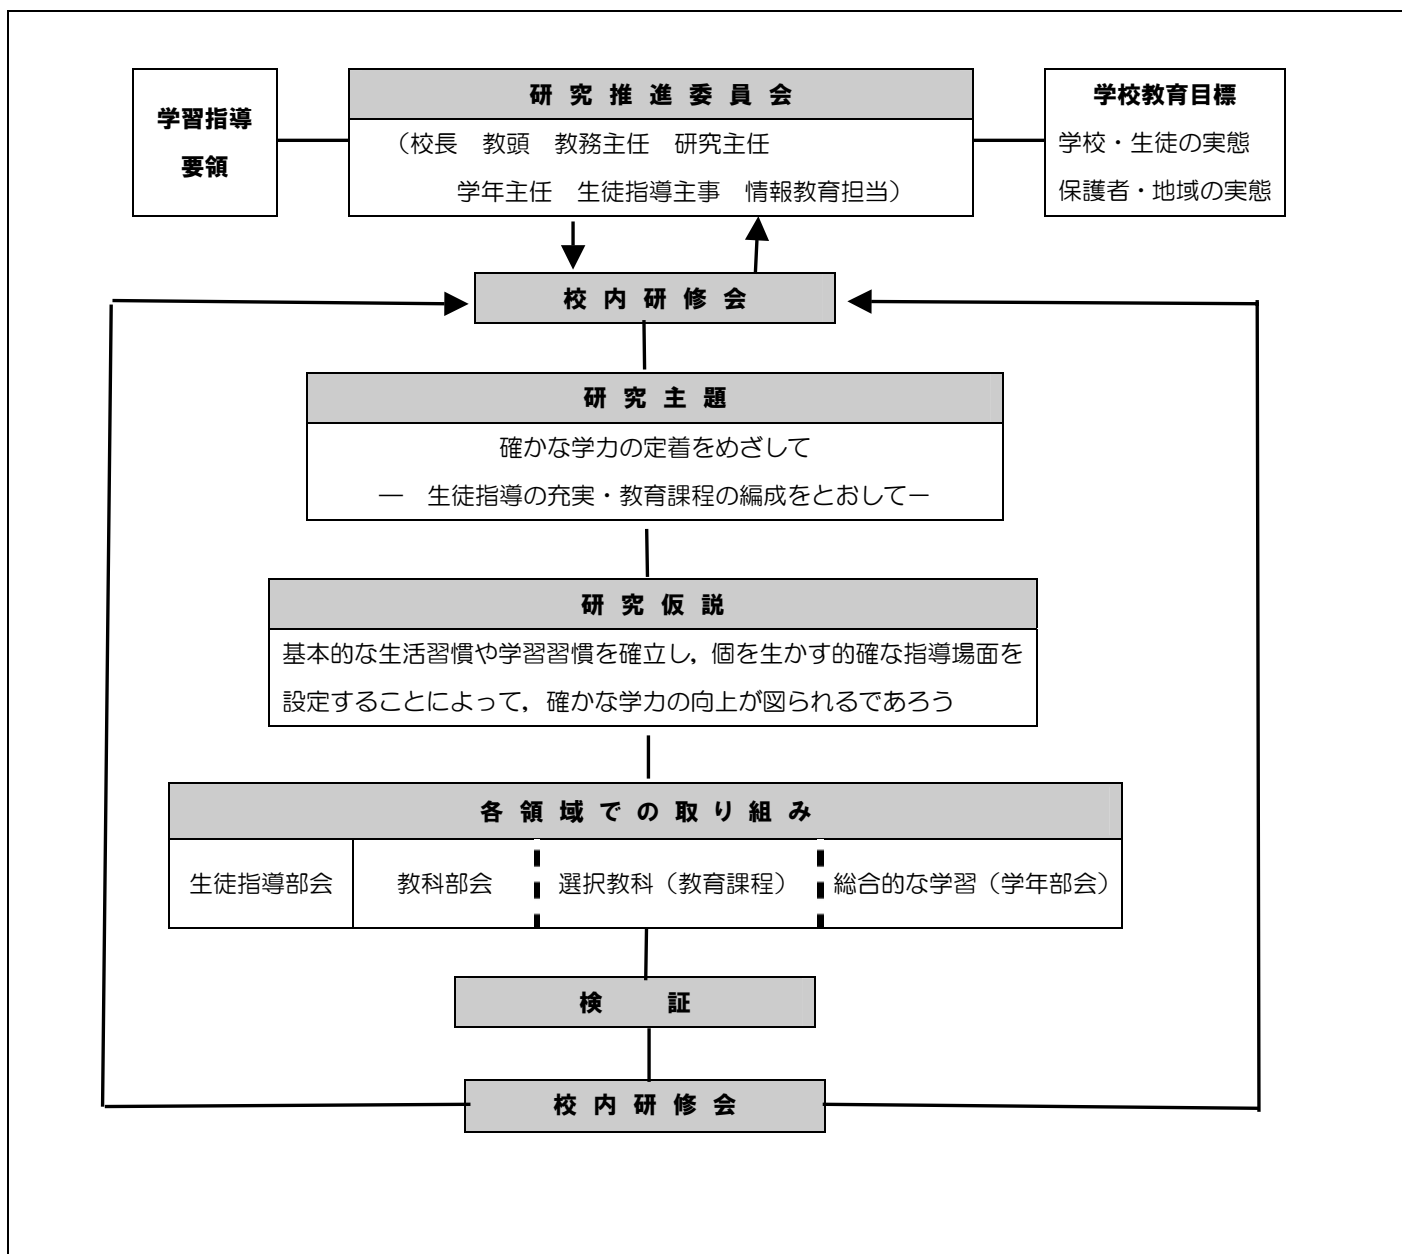 学習指導
要領
研究推進委員会
（校長　教頭　教務主任　研究主任
学年主任　生徒指導主事　情報教育担当）
学校教育目標
学校・生徒の実態
保護者・地域の実態
校内研修会
研究主題
確かな学力の定着をめざして
―　生徒指導の充実・教育課程の編成をとおして－
研究仮説
基本的な生活習慣や学習習慣を確立し，個を生かす的確な指導場面を
設定することによって，確かな学力の向上が図られるであろう
各領域での取り組み
生徒指導部会
教科部会
選択教科（教育課程）
総合的な学習（学年部会）
検　証
校内研修会